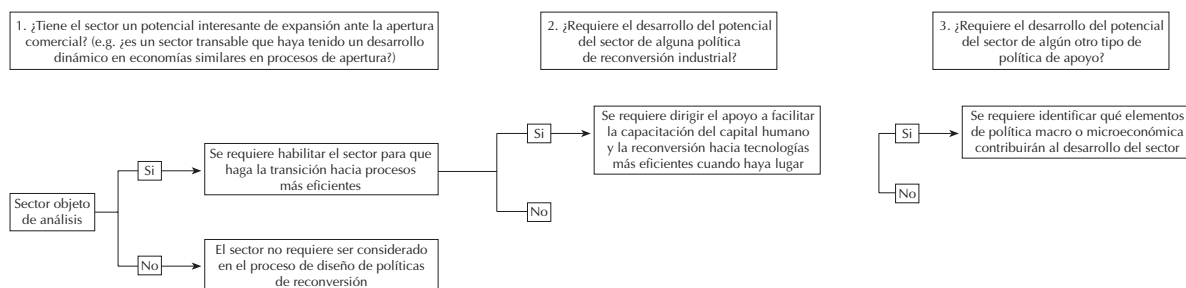 1. ¿Tiene el sector un potencial interesante de expansión ante la apertura
comercial? (e.g. ¿es un sector transable que haya tenido un desarrollo
dinámico en economías similares en procesos de apertura?)
2. ¿Requiere el desarrollo del potencial
del sector de alguna política
de reconversión industrial?
3. ¿Requiere el desarrollo del potencial
del sector de algún otro tipo de
política de apoyo?
Sector objeto
de análisis
Si
Se requiere habilitar el sector para que
haga la transición hacia procesos
más eficientes
No
El sector no requiere ser considerado
en el proceso de diseño de políticas
de reconversión
Si
Se requiere dirigir el apoyo a facilitar
la capacitación del capital humano
y la reconversión hacia tecnologías
más eficientes cuando haya lugar
No
Si
Se requiere identificar qué elementos
de política macro o microeconómica
contribuirán al desarrollo del sector
No